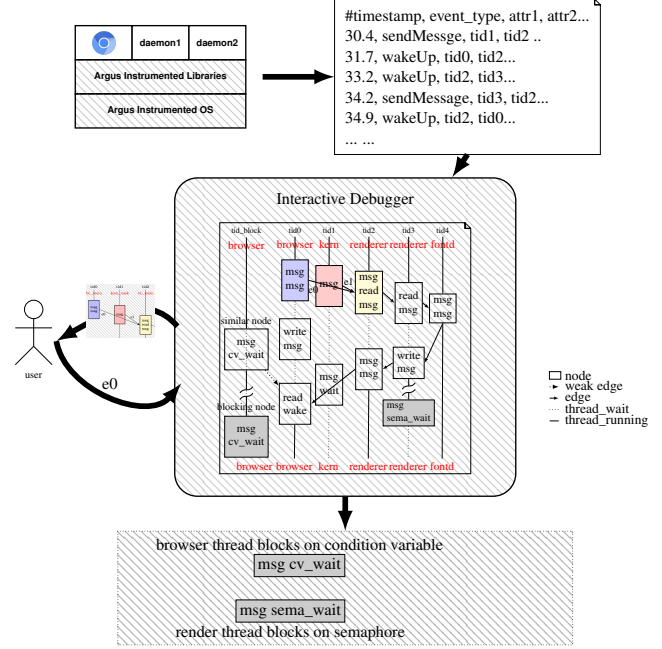 daemon1 daemon2
Argus Instrumented Libraries
Argus Instrumented OS
#timestamp, event_type, attr1, attr2...
30.4, sendMessge, tid1, tid2 ..
31.7, wakeUp, tid0, tid2...
33.2, wakeUp, tid2, tid3...
34.2, sendMessage, tid3, tid2...
34.9, wakeUp, tid2, tid0...
... ...
Interactive Debugger
tid_block tid0 tid1 tid2 tid3 tid4
browser browser kern renderer renderer fontd
msg
msg
msg
msg
read
msg
read
msg
msg
msg
e0
e1
similar node
msg
cv_wait
write
msg
msg
wait
msg
msg
write
msg
read
wake
blocking node
msg
cv_wait
msg
sema_wait
browser browser kern renderer renderer fontd
tid0 tid1 tid2
user
e0
node
weak edge
edge
thread_wait
thread_running
browser thread blocks on condition variable
msg cv_wait
msg sema_wait
render thread blocks on semaphore